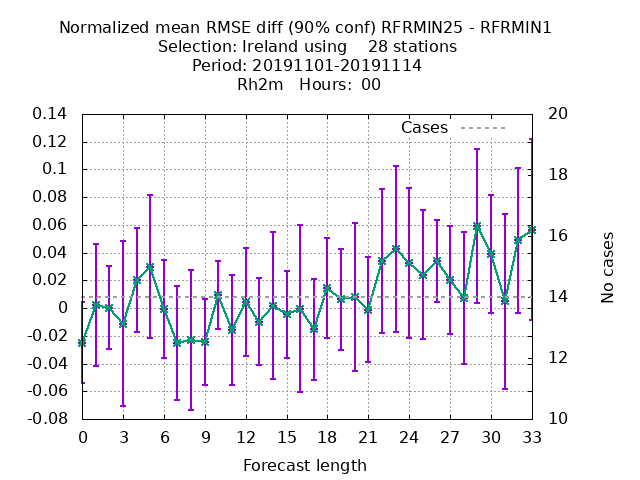 Normalized mean RMSE diff (90% conf) RFRMIN25 - RFRMIN1
Selection: Ireland using    28 stations
Period: 20191101-20191114
Rh2m   Hours:  00
Cases
0.14
0.12
0.1
0.08
0.06
0.04
0.02
0
-0.02
-0.04
-0.06
-0.08
20
18
16
14
12
10
No cases
0 3 6 9 12 15 18 21 24 27 30 33
Forecast length